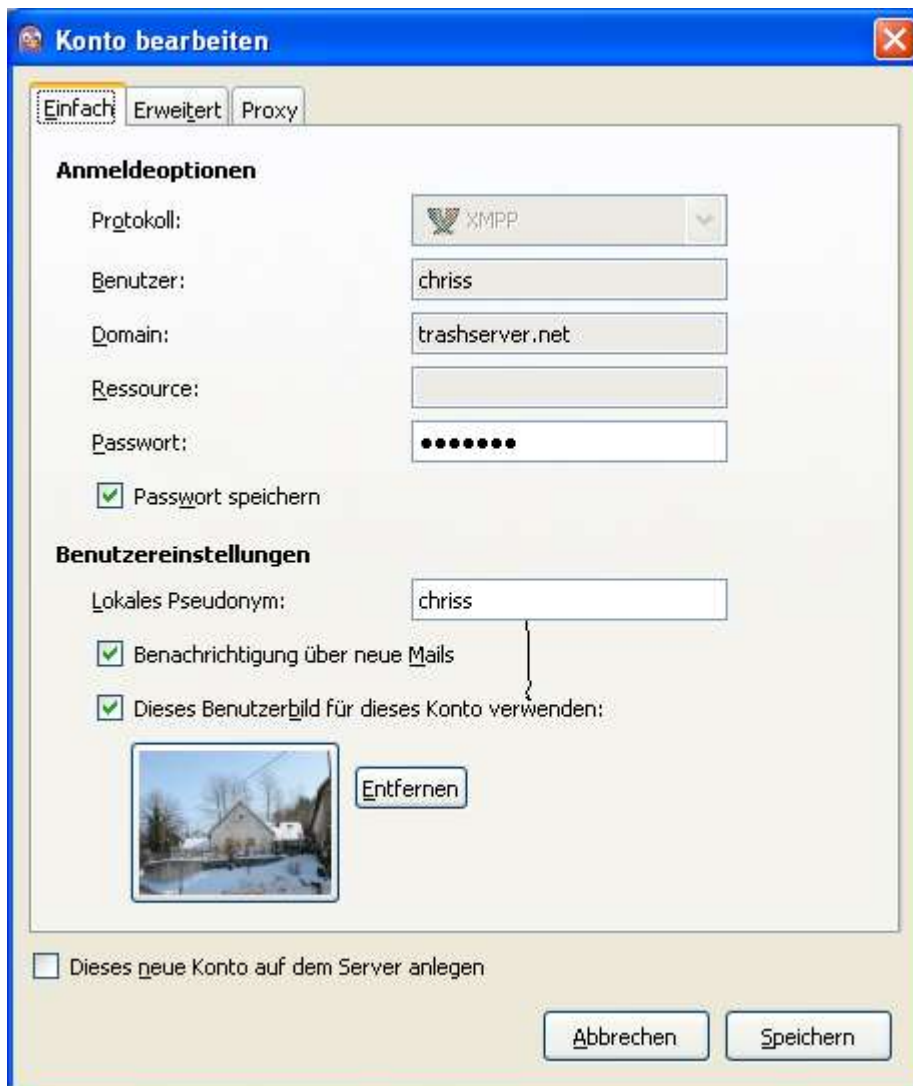 Konto bearbeiten
Einfach Erweitert Proxy
Anmeldeoptionen
Protokoll: XMPP
Benutzer: chriss
Domain: trashserver.net
Ressource:
Passwort: ●●●●●●●
Passwort speichern
Benutzereinstellungen
Lokales Pseudonym: chriss
Benachrichtigung über neue Mails
Dieses Benutzerbild für dieses Konto verwenden:
Entfernen
Dieses neue Konto auf dem Server anlegen
Abbrechen Speichern